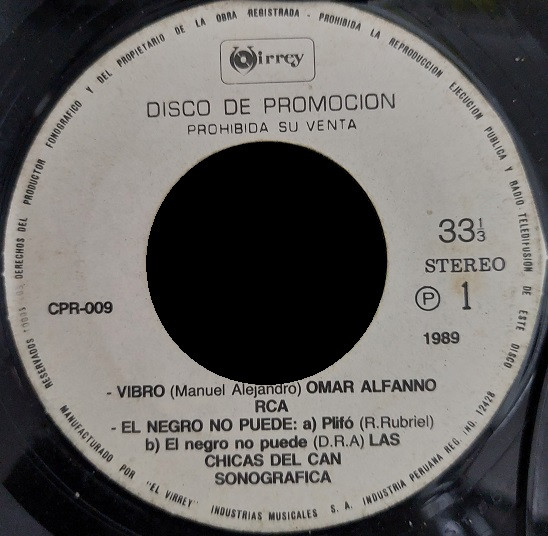 RESERVADOS TODOS LOS DERECHOS DEL PRODUCTOR FONOGRAFICO Y DEL PROPIETARIO DE LA OBRA REGISTRADA - PROHIBIDA LA REPRODUCCION EJECUCION PUBLICA Y RADIO TELEDIFUSION DE ESTE DISCO
Virrey
DISCO DE PROMOCION
PROHIBIDA SU VENTA
33 1/3
STEREO
Ⓟ 1
CPR-009
1989
- VIBRO (Manuel Alejandro) OMAR ALFANNO
RCA
- EL NEGRO NO PUEDE: a) Plifó (R.Rubriel)
b) El negro no puede (D.R.A) LAS
CHICAS DEL CAN
SONOGRAFICA
MANUFACTURADO POR "EL VIRREY" INDUSTRIAS MUSICALES S. A. INDUSTRIA PERUANA REG. IND. 12428